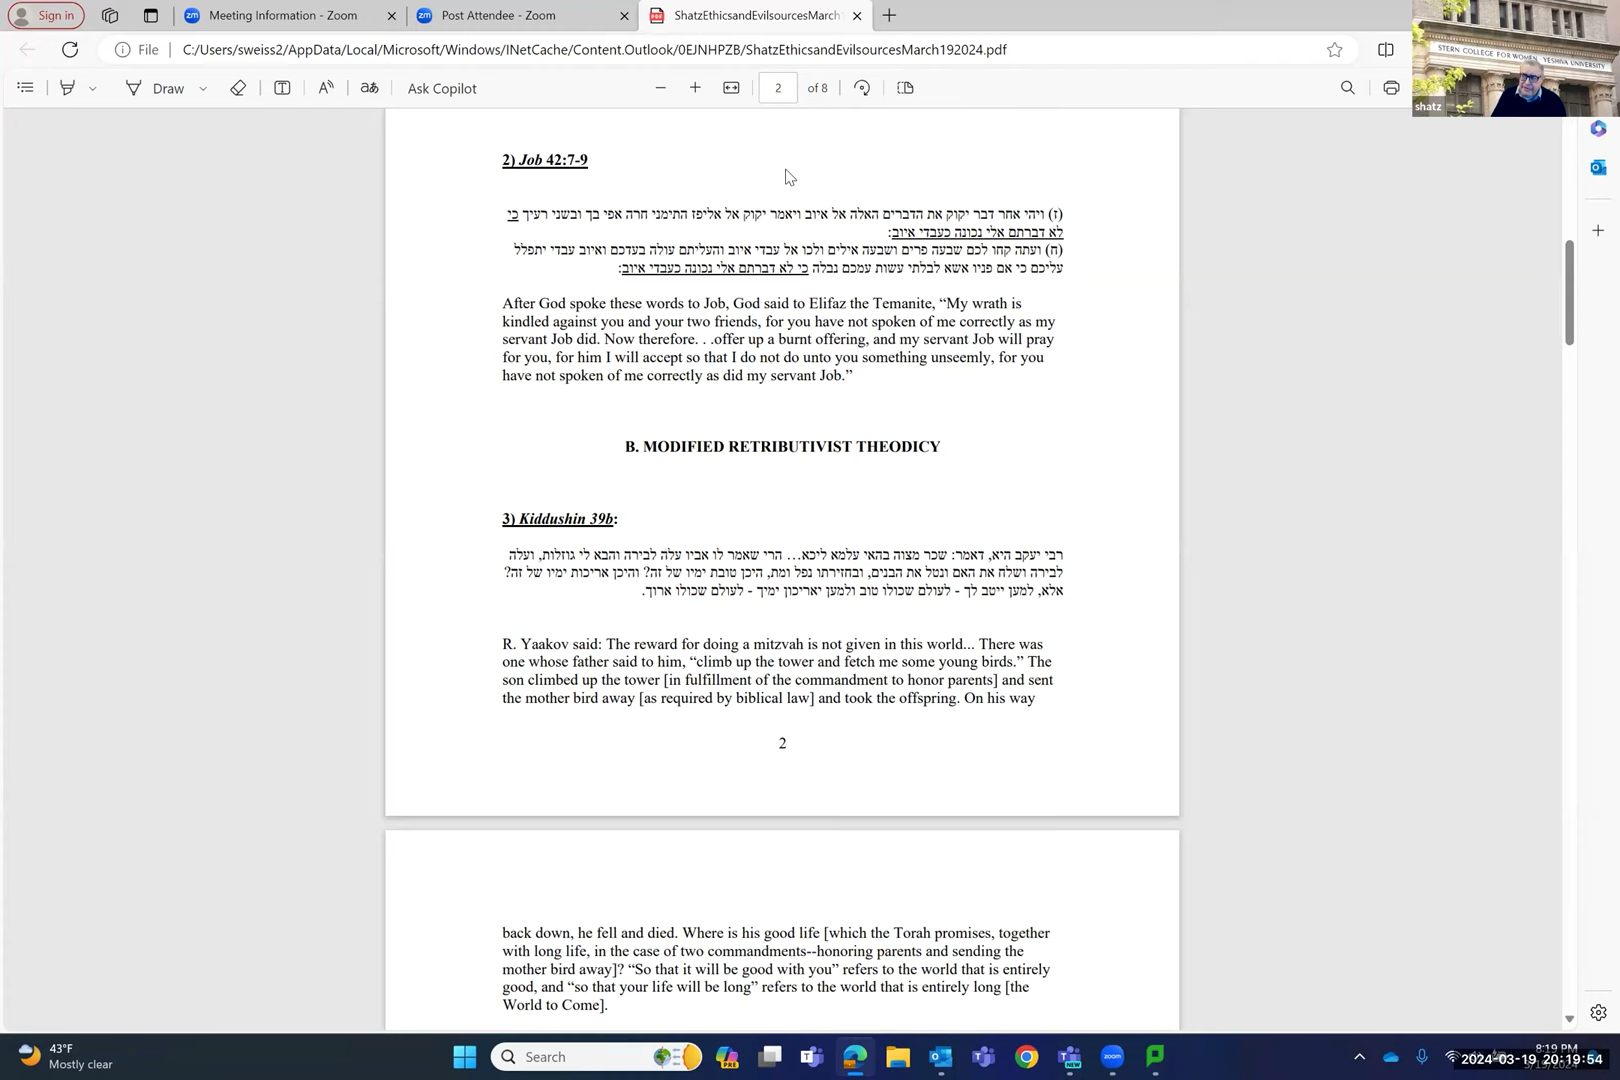 Sign in
Meeting Information - Zoom
Post Attendee - Zoom
ShatzEthicsandEvilsourcesMarch
File
C:/Users/sweiss2/AppData/Local/Microsoft/Windows/INetCache/Content.Outlook/0EJNHPZB/ShatzEthicsandEvilsourcesMarch192024.pdf
STERN COLLEGE FOR WOMEN · YESHIVA UNIVERSITY
shatz
Draw
Ask Copilot
2 of 8
2) Job 42:7-9
(ז) ויהי אחר דבר יקוק את הדברים האלה אל איוב ויאמר יקוק אל אליפז התימני חרה אפי בך ובשני רעיך כי
לא דברתם אלי נכונה כעבדי איוב:
(ח) ועתה קחו לכם שבעה פרים ושבעה אילים ולכו אל עבדי איוב והעליתם עולה בעדכם ואיוב עבדי יתפלל
עליכם כי אם פניו אשא לבלתי עשות עמכם נבלה כי לא דברתם אלי נכונה כעבדי איוב:
After God spoke these words to Job, God said to Elifaz the Temanite, “My wrath is
kindled against you and your two friends, for you have not spoken of me correctly as my
servant Job did. Now therefore. . .offer up a burnt offering, and my servant Job will pray
for you, for him I will accept so that I do not do unto you something unseemly, for you
have not spoken of me correctly as did my servant Job.”
B. MODIFIED RETRIBUTIVIST THEODICY
3) Kiddushin 39b:
רבי יעקב היא, דאמר: שכר מצוה בהאי עלמא ליכא... הרי שאמר לו אביו עלה לבירה והבא לי גוזלות, ועלה
לבירה ושלח את האם ונטל את הבנים, ובחזירתו נפל ומת, היכן טובת ימיו של זה? והיכן אריכות ימיו של זה?
אלא, למען ייטב לך - לעולם שכולו טוב ולמען יאריכון ימיך - לעולם שכולו ארוך.
R. Yaakov said: The reward for doing a mitzvah is not given in this world... There was
one whose father said to him, “climb up the tower and fetch me some young birds.” The
son climbed up the tower [in fulfillment of the commandment to honor parents] and sent
the mother bird away [as required by biblical law] and took the offspring. On his way
2
back down, he fell and died. Where is his good life [which the Torah promises, together
with long life, in the case of two commandments--honoring parents and sending the
mother bird away]? “So that it will be good with you” refers to the world that is entirely
good, and “so that your life will be long” refers to the world that is entirely long [the
World to Come].
43°F
Mostly clear
Search
8:19 PM
2024-03-19 20:19:54